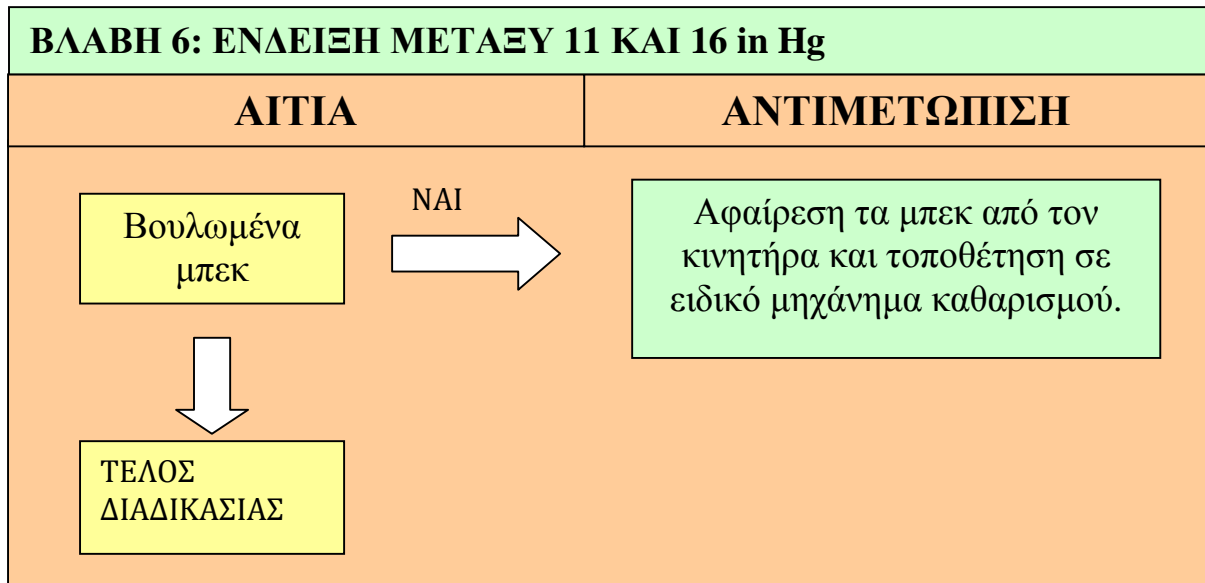 ΒΛΑΒΗ 6: ΕΝΔΕΙΞΗ ΜΕΤΑΞΥ 11 ΚΑΙ 16 in Hg
ΑΙΤΙΑ
ΑΝΤΙΜΕΤΩΠΙΣΗ
Βουλωμένα
μπεκ
ΝΑΙ
Αφαίρεση τα μπεκ από τον
κινητήρα και τοποθέτηση σε
ειδικό μηχάνημα καθαρισμού.
ΤΕΛΟΣ
ΔΙΑΔΙΚΑΣΙΑΣ